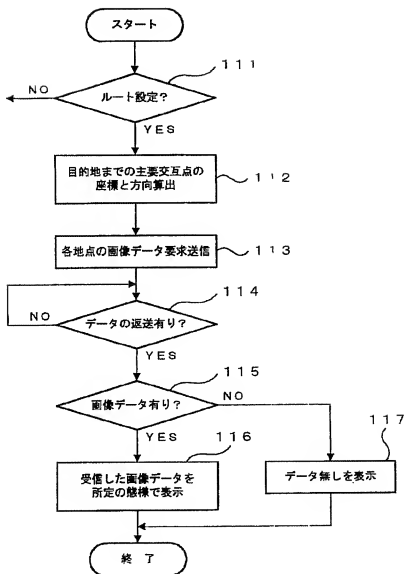 スタート
111
ルート設定？
NO
YES
目的地までの主要交互点の
座標と方向算出
112
各地点の画像データ要求送信
113
114
データの返送有り？
NO
YES
115
画像データ有り？
NO
YES
116
117
受信した画像データを
所定の態様で表示
データ無しを表示
終 了